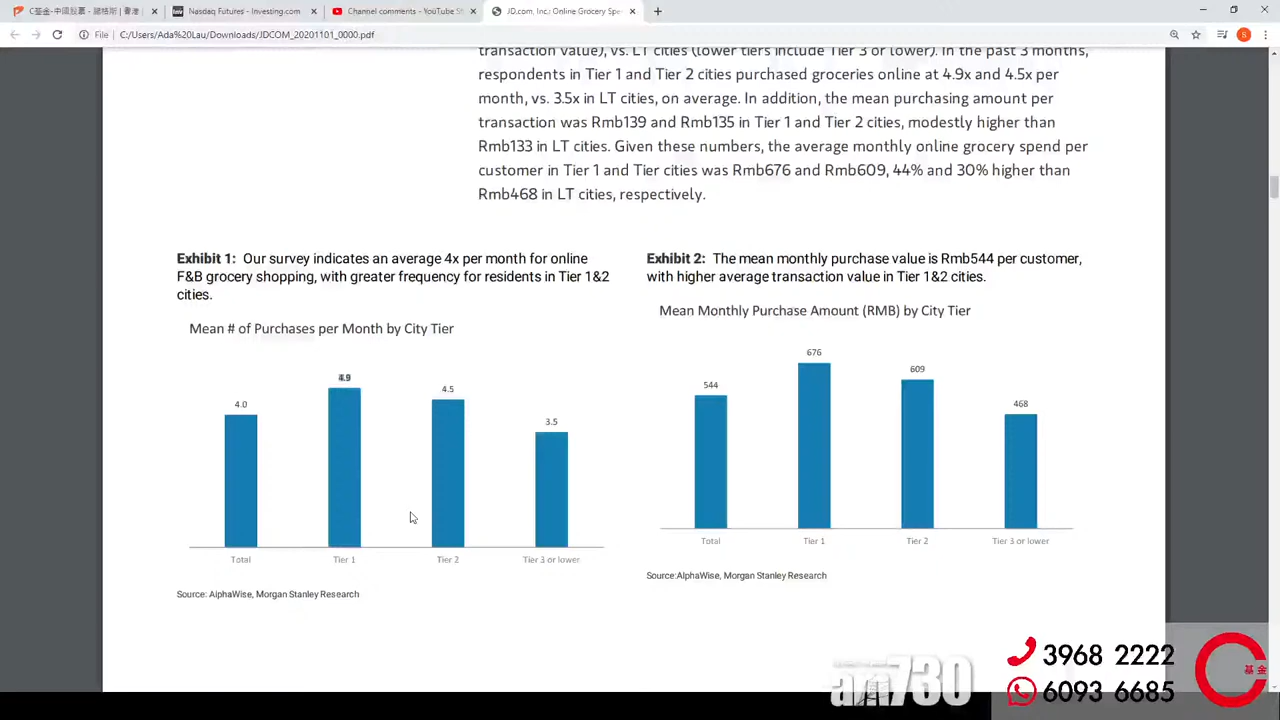 C基金-中國股票 - 曉格斯 | 香港
Nasdaq Futures - Investing.com
Channel comments - YouTube St
JD.com, Inc.: Online Grocery Spe
File | C:/Users/Ada%20Lau/Downloads/JDCOM_20201101_0000.pdf
transaction value), vs. LT cities (lower tiers include Tier 3 or lower). In the past 3 months,
respondents in Tier 1 and Tier 2 cities purchased groceries online at 4.9x and 4.5x per
month, vs. 3.5x in LT cities, on average. In addition, the mean purchasing amount per
transaction was Rmb139 and Rmb135 in Tier 1 and Tier 2 cities, modestly higher than
Rmb133 in LT cities. Given these numbers, the average monthly online grocery spend per
customer in Tier 1 and Tier cities was Rmb676 and Rmb609, 44% and 30% higher than
Rmb468 in LT cities, respectively.
Exhibit 1: Our survey indicates an average 4x per month for online
F&B grocery shopping, with greater frequency for residents in Tier 1&2
cities.
Mean # of Purchases per Month by City Tier
4.0
4.9
4.5
3.5
Total
Tier 1
Tier 2
Tier 3 or lower
Source: AlphaWise, Morgan Stanley Research
Exhibit 2: The mean monthly purchase value is Rmb544 per customer,
with higher average transaction value in Tier 1&2 cities.
Mean Monthly Purchase Amount (RMB) by City Tier
544
676
609
468
Total
Tier 1
Tier 2
Tier 3 or lower
Source:AlphaWise, Morgan Stanley Research
am730
3968 2222
6093 6685
基金